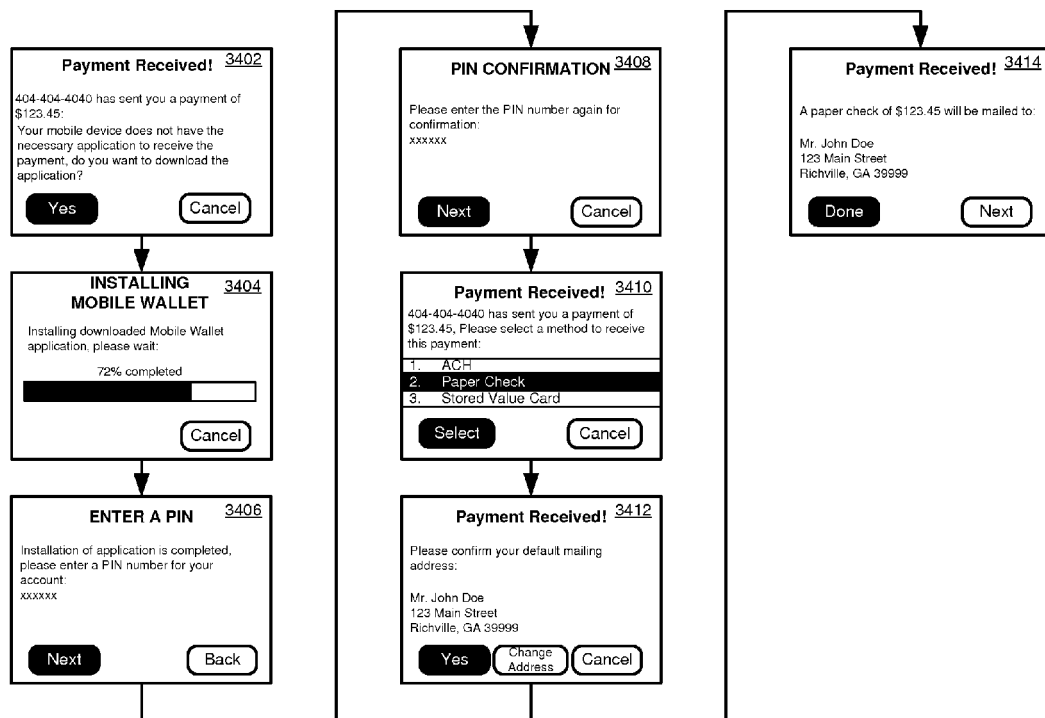 Payment Received! 3402
404-404-4040 has sent you a payment of
$123.45:
Your mobile device does not have the
necessary application to receive the
payment, do you want to download the
application?
Yes Cancel
INSTALLING
MOBILE WALLET 3404
Installing downloaded Mobile Wallet
application, please wait:
72% completed
Cancel
ENTER A PIN 3406
Installation of application is completed,
please enter a PIN number for your
account:
xxxxxx
Next Back
PIN CONFIRMATION 3408
Please enter the PIN number again for
confirmation:
xxxxxx
Next Cancel
Payment Received! 3410
404-404-4040 has sent you a payment of
$123.45, Please select a method to receive
this payment:
1. ACH
2. Paper Check
3. Stored Value Card
Select Cancel
Payment Received! 3412
Please confirm your default mailing
address:
Mr. John Doe
123 Main Street
Richville, GA 39999
Yes Change Address Cancel
Payment Received! 3414
A paper check of $123.45 will be mailed to:
Mr. John Doe
123 Main Street
Richville, GA 39999
Done Next